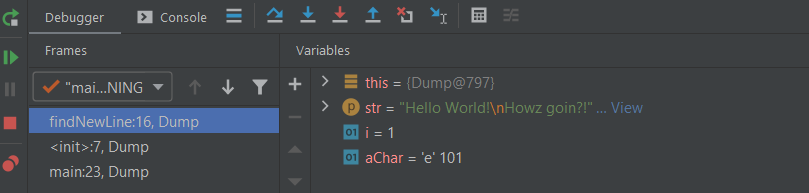 Debugger
Console
Frames
Variables
"mai...NING
this = {Dump@797}
str = "Hello World!\nHowz goin?!" ... View
i = 1
aChar = 'e' 101
findNewLine:16, Dump
<init>:7, Dump
main:23, Dump